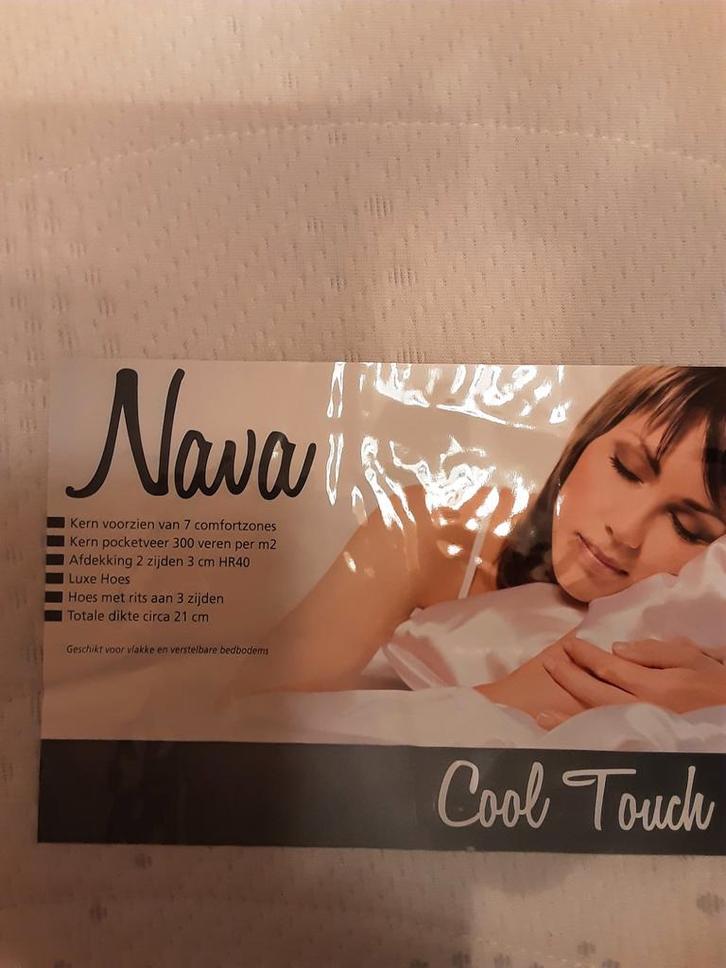 Nava
Kern voorzien van 7 comfortzones
Kern pocketveer 300 veren per m2
Afdekking 2 zijden 3 cm HR40
Luxe Hoes
Hoes met rits aan 3 zijden
Totale dikte circa 21 cm
Geschikt voor vlakke en verstelbare bedbodems
Cool Touch